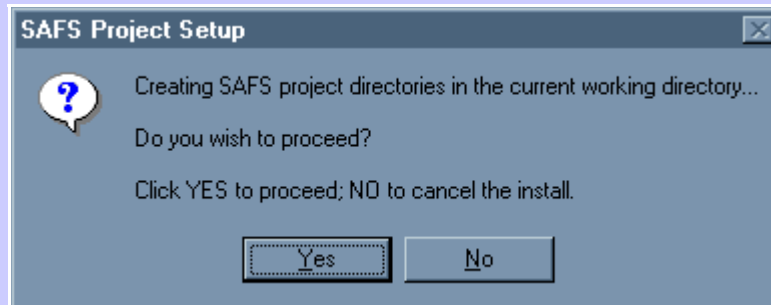 SAFS Project Setup
Creating SAFS project directories in the current working directory...
Do you wish to proceed?
Click YES to proceed; NO to cancel the install.
Yes No